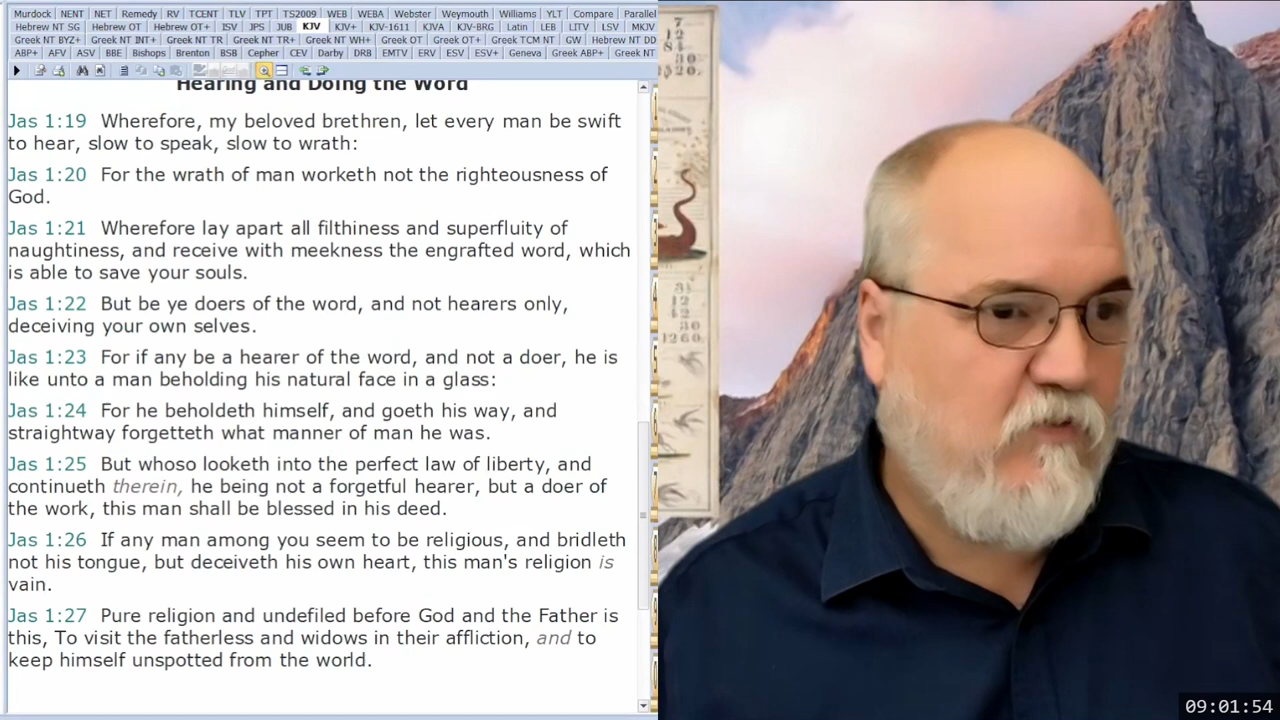 Murdock NENT NET Remedy RV TCENT TLV TPT TS2009 WEB WEBA Webster Weymouth Williams YLT Compare Parallel
Hebrew NT SG Hebrew OT Hebrew OT+ ISV JPS JUB KJV KJV+ KJV-1611 KJVA KJV-BRG Latin LEB LITV LSV MKJV
Greek NT BYZ+ Greek NT INT+ Greek NT TR Greek NT TR+ Greek NT WH+ Greek OT Greek OT+ Greek TCM NT GW Hebrew NT DD
ABP+ AFV ASV BBE Bishops Brenton BSB Cepher CEV Darby DRB EMTV ERV ESV ESV+ Geneva Greek ABP+ Greek NT
Hearing and Doing the Word
Jas 1:19 Wherefore, my beloved brethren, let every man be swift
to hear, slow to speak, slow to wrath:
Jas 1:20 For the wrath of man worketh not the righteousness of
God.
Jas 1:21 Wherefore lay apart all filthiness and superfluity of
naughtiness, and receive with meekness the engrafted word, which
is able to save your souls.
Jas 1:22 But be ye doers of the word, and not hearers only,
deceiving your own selves.
Jas 1:23 For if any be a hearer of the word, and not a doer, he is
like unto a man beholding his natural face in a glass:
Jas 1:24 For he beholdeth himself, and goeth his way, and
straightway forgetteth what manner of man he was.
Jas 1:25 But whoso looketh into the perfect law of liberty, and
continueth therein, he being not a forgetful hearer, but a doer of
the work, this man shall be blessed in his deed.
Jas 1:26 If any man among you seem to be religious, and bridleth
not his tongue, but deceiveth his own heart, this man's religion is
vain.
Jas 1:27 Pure religion and undefiled before God and the Father is
this, To visit the fatherless and widows in their affliction, and to
keep himself unspotted from the world.
7
12
30
1260
09:01:54